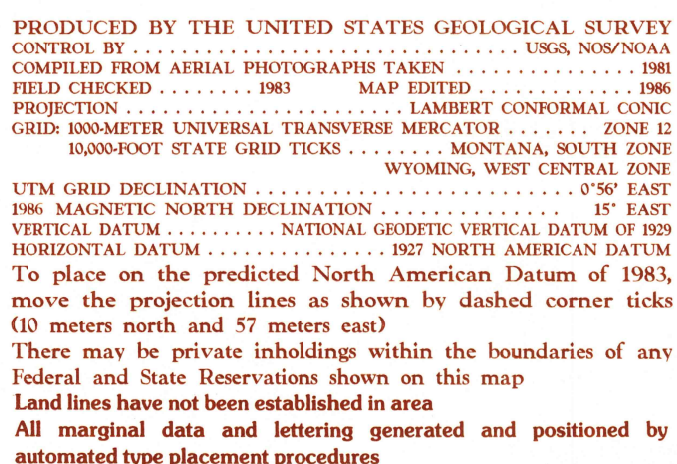 PRODUCED BY THE UNITED STATES GEOLOGICAL SURVEY
CONTROL BY . . . . . . . . . . . . . . . . . . . . . . . . . . . . . . . . . USGS, NOS/NOAA
COMPILED FROM AERIAL PHOTOGRAPHS TAKEN . . . . . . . . . . . . . 1981
FIELD CHECKED . . . . . . . . 1983 MAP EDITED . . . . . . . . . . . . 1986
PROJECTION . . . . . . . . . . . . . . . . . . . . . . . . LAMBERT CONFORMAL CONIC
GRID: 1000-METER UNIVERSAL TRANSVERSE MERCATOR . . . . . . . ZONE 12
10,000-FOOT STATE GRID TICKS . . . . . . . . MONTANA, SOUTH ZONE
WYOMING, WEST CENTRAL ZONE
UTM GRID DECLINATION . . . . . . . . . . . . . . . . . . . . . . . . . . 0°56' EAST
1986 MAGNETIC NORTH DECLINATION . . . . . . . . . . . . . . 15° EAST
VERTICAL DATUM . . . . . . . . . . NATIONAL GEODETIC VERTICAL DATUM OF 1929
HORIZONTAL DATUM . . . . . . . . . . . . . . . 1927 NORTH AMERICAN DATUM
To place on the predicted North American Datum of 1983,
move the projection lines as shown by dashed corner ticks
(10 meters north and 57 meters east)
There may be private inholdings within the boundaries of any
Federal and State Reservations shown on this map
Land lines have not been established in area
All marginal data and lettering generated and positioned by
automated type placement procedures